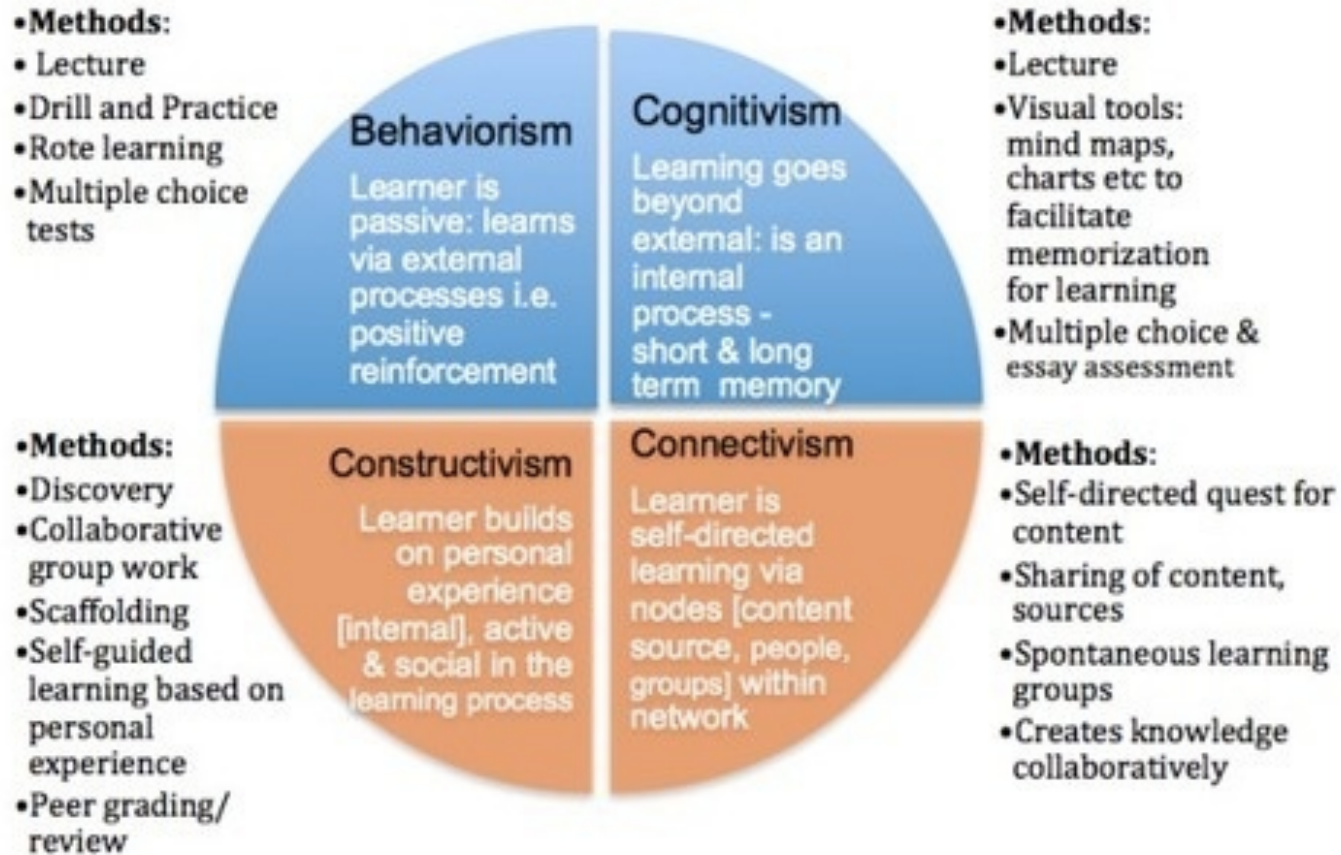 •Methods:
• Lecture
•Drill and Practice
•Rote learning
•Multiple choice
tests
Behaviorism
Learner is
passive: learns
via external
processes i.e.
positive
reinforcement
Cognitivism
Learning goes
beyond
external: is an
internal
process -
short & long
term memory
•Methods:
•Lecture
•Visual tools:
mind maps,
charts etc to
facilitate
memorization
for learning
•Multiple choice &
essay assessment
•Methods:
•Discovery
•Collaborative
group work
•Scaffolding
•Self-guided
learning based on
personal
experience
•Peer grading/
review
Constructivism
Learner builds
on personal
experience
[internal], active
& social in the
learning process
Connectivism
Learner is
self-directed
learning via
nodes [content
source, people,
groups] within
network
•Methods:
•Self-directed quest for
content
•Sharing of content,
sources
•Spontaneous learning
groups
•Creates knowledge
collaboratively